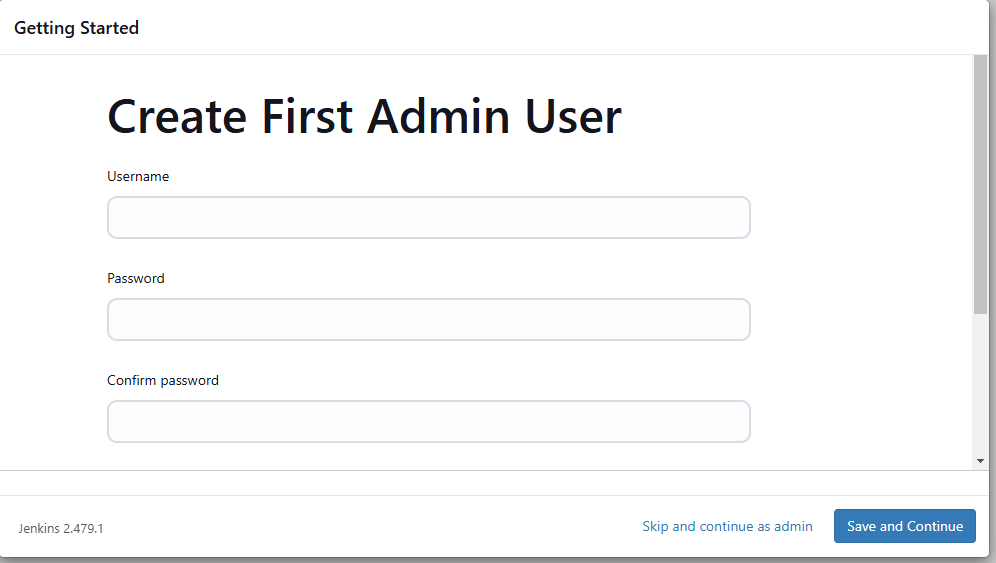 Getting Started
Create First Admin User
Username
Password
Confirm password
Jenkins 2.479.1
Skip and continue as admin
Save and Continue